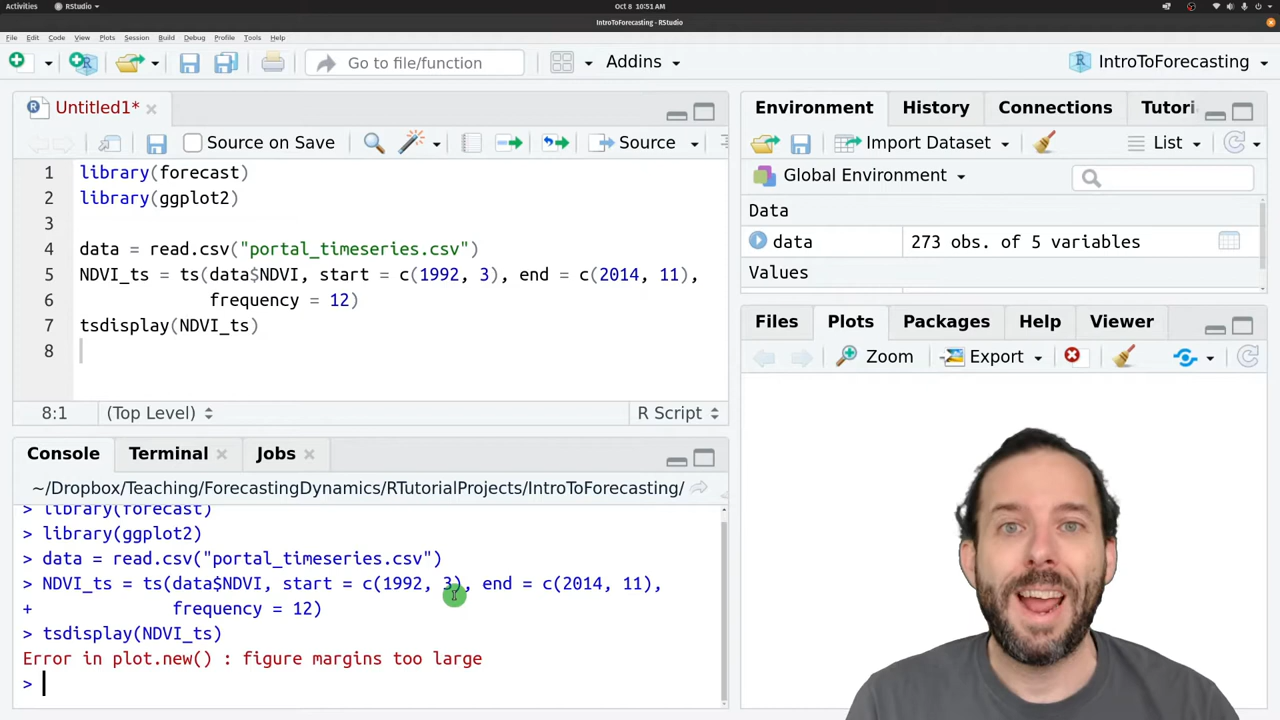 Activities RStudio Oct 8 10:51 AM
IntroToForecasting - RStudio
File Edit Code View Plots Session Build Debug Profile Tools Help
Go to file/function Addins IntroToForecasting
Untitled1*
Source on Save Source
1 library(forecast)
2 library(ggplot2)
3
4 data = read.csv("portal_timeseries.csv")
5 NDVI_ts = ts(data$NDVI, start = c(1992, 3), end = c(2014, 11),
6 frequency = 12)
7 tsdisplay(NDVI_ts)
8
8:1 (Top Level) R Script
Console Terminal Jobs
~/Dropbox/Teaching/ForecastingDynamics/RTutorialProjects/IntroToForecasting/
> library(forecast)
> library(ggplot2)
> data = read.csv("portal_timeseries.csv")
> NDVI_ts = ts(data$NDVI, start = c(1992, 3), end = c(2014, 11),
+ frequency = 12)
> tsdisplay(NDVI_ts)
Error in plot.new() : figure margins too large
>
Environment History Connections Tutori
Import Dataset List
Global Environment
Data
data 273 obs. of 5 variables
Values
Files Plots Packages Help Viewer
Zoom Export